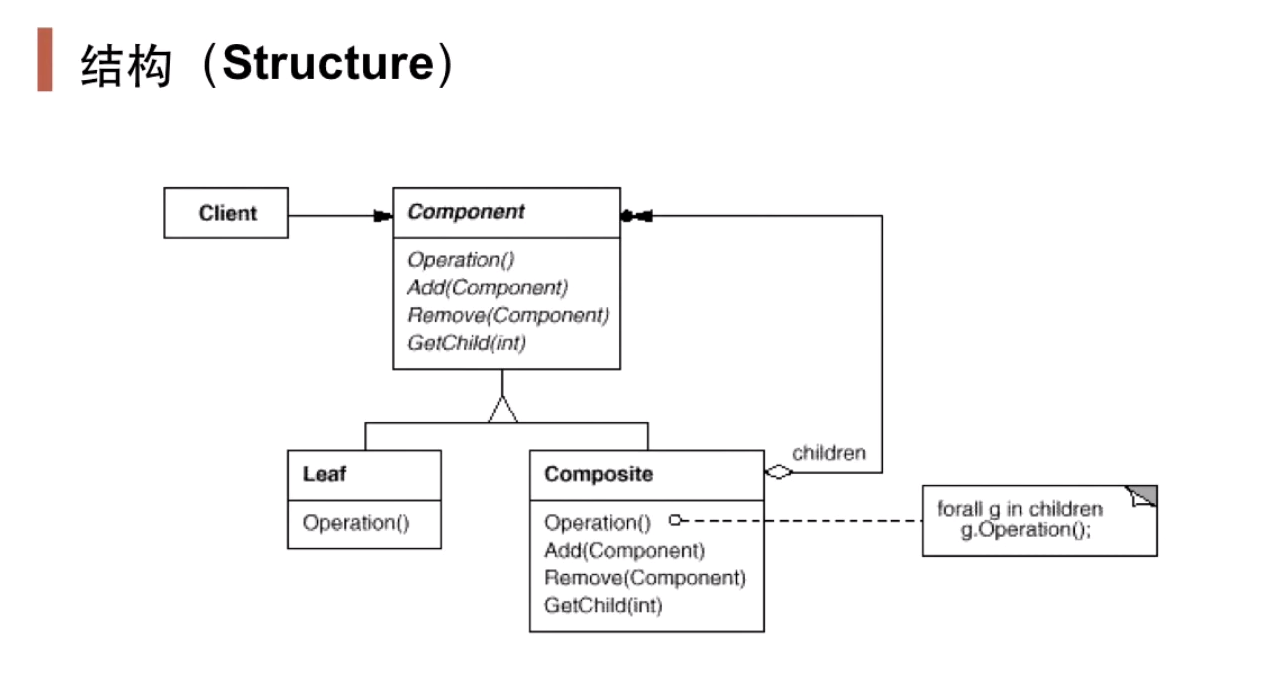 结构（Structure）
Client
Component
Operation()
Add(Component)
Remove(Component)
GetChild(int)
children
Leaf
Operation()
Composite
Operation()
Add(Component)
Remove(Component)
GetChild(int)
forall g in children
g.Operation();